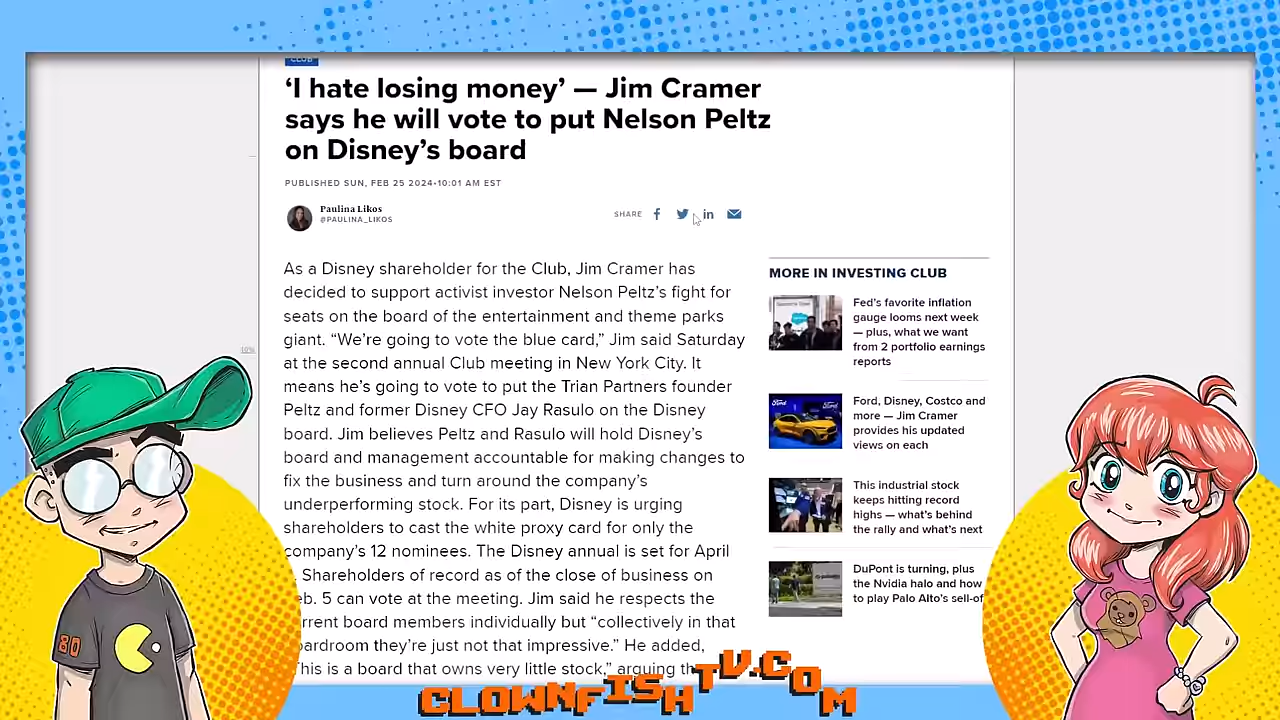 CLUB
‘I hate losing money’ — Jim Cramer
says he will vote to put Nelson Peltz
on Disney’s board
PUBLISHED SUN, FEB 25 2024•10:01 AM EST
Paulina Likos
@PAULINA_LIKOS
SHARE
As a Disney shareholder for the Club, Jim Cramer has
decided to support activist investor Nelson Peltz’s fight for
seats on the board of the entertainment and theme parks
giant. “We’re going to vote the blue card,” Jim said Saturday
at the second annual Club meeting in New York City. It
means he’s going to vote to put the Trian Partners founder
Peltz and former Disney CFO Jay Rasulo on the Disney
board. Jim believes Peltz and Rasulo will hold Disney’s
board and management accountable for making changes to
fix the business and turn around the company’s
underperforming stock. For its part, Disney is urging
shareholders to cast the white proxy card for only the
company’s 12 nominees. The Disney annual is set for April
. Shareholders of record as of the close of business on
eb. 5 can vote at the meeting. Jim said he respects the
rrent board members individually but “collectively in that
oardroom they’re just not that impressive.” He added,
This is a board that owns very little stock,” arguing th
MORE IN INVESTING CLUB
Fed’s favorite inflation
gauge looms next week
— plus, what we want
from 2 portfolio earnings
reports
Ford, Disney, Costco and
more — Jim Cramer
provides his updated
views on each
This industrial stock
keeps hitting record
highs — what’s behind
the rally and what’s next
DuPont is turning, plus
the Nvidia halo and how
to play Palo Alto’s sell-of
80
CLOWNFISHTV.COM